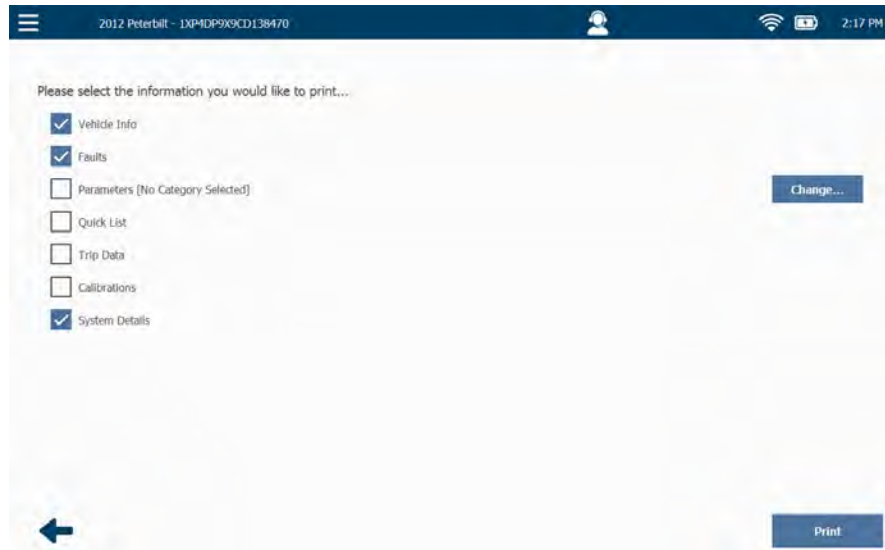 2012 Peterbilt - 1XP4DP9X9CD138470
2:17 PM
Please select the information you would like to print...
Vehicle Info
Faults
Parameters [No Category Selected]
Change...
Quick List
Trip Data
Calibrations
System Details
Print